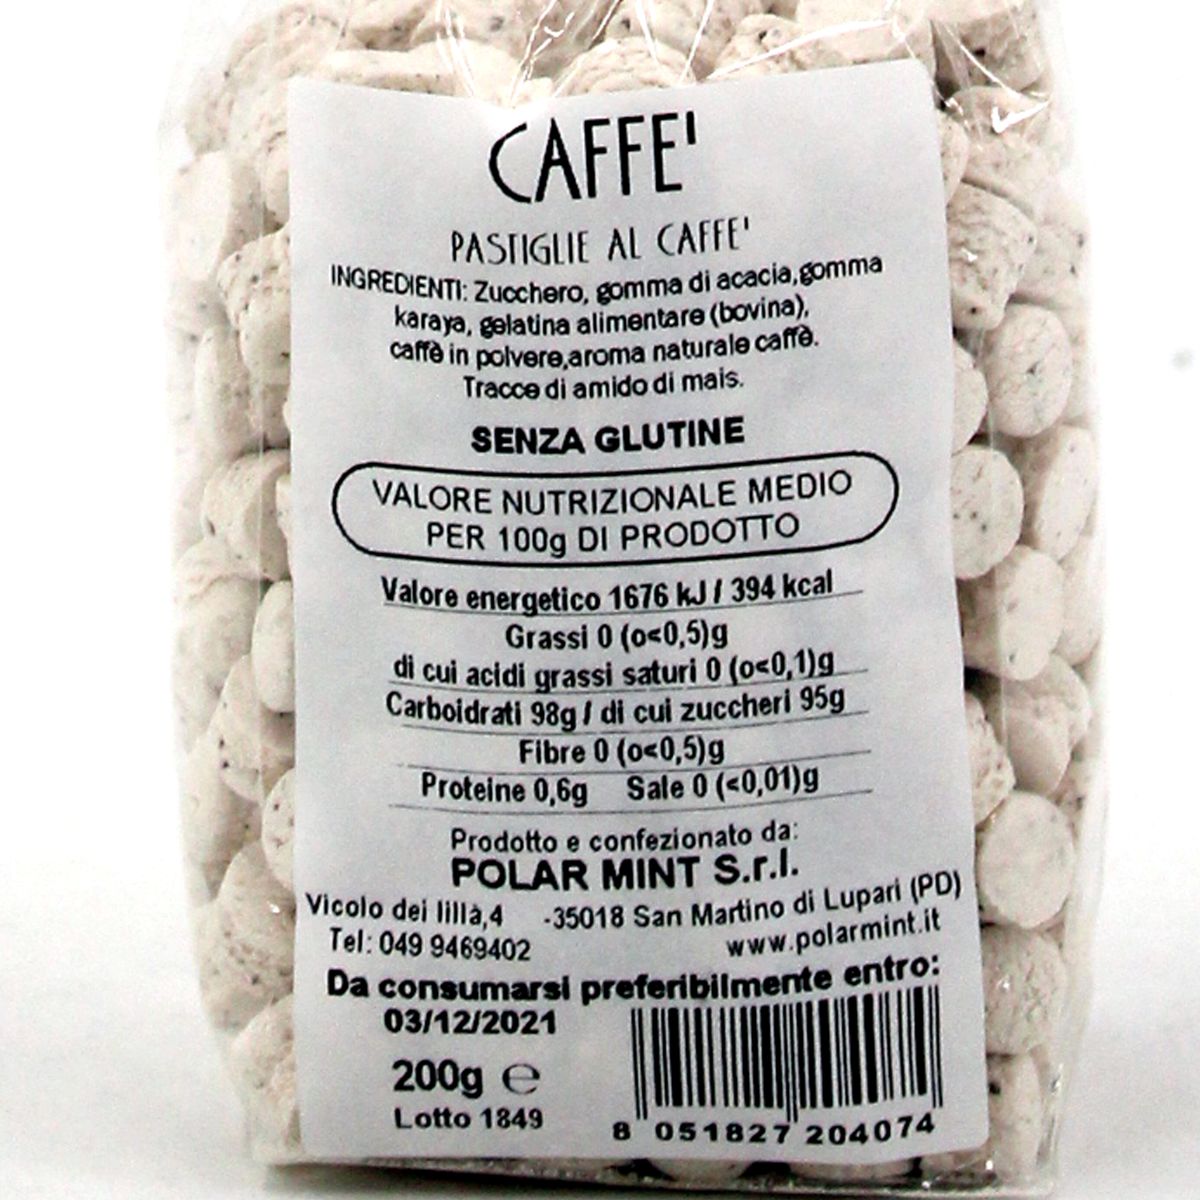 CAFFE'
PASTIGLIE AL CAFFE'
INGREDIENTI: Zucchero, gomma di acacia,gomma
karaya, gelatina alimentare (bovina),
caffè in polvere,aroma naturale caffè.
Tracce di amido di mais.
SENZA GLUTINE
VALORE NUTRIZIONALE MEDIO
PER 100g DI PRODOTTO
Valore energetico 1676 kJ / 394 kcal
Grassi 0 (o<0,5)g
di cui acidi grassi saturi 0 (o<0,1)g
Carboidrati 98g / di cui zuccheri 95g
Fibre 0 (o<0,5)g
Proteine 0,6g Sale 0 (<0,01)g
Prodotto e confezionato da:
POLAR MINT S.r.l.
Vicolo dei lillà,4 -35018 San Martino di Lupari (PD)
Tel: 049 9469402 www.polarmint.it
Da consumarsi preferibilmente entro:
03/12/2021
200g ℮
Lotto 1849
8 051827 204074